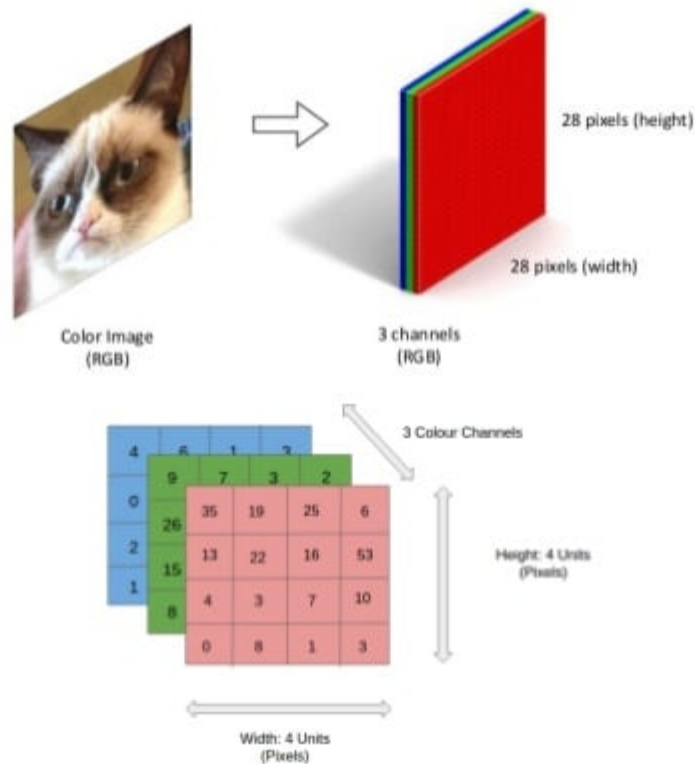 28 pixels (height)
28 pixels (width)
Color Image
(RGB)
3 channels
(RGB)
3 Colour Channels
4 6 1 3
9 7 3 2
0
35 19 25 6
26
2
13 22 16 53
15
1
4 3 7 10
8
0 8 1 3
Height: 4 Units
(Pixels)
Width: 4 Units
(Pixels)